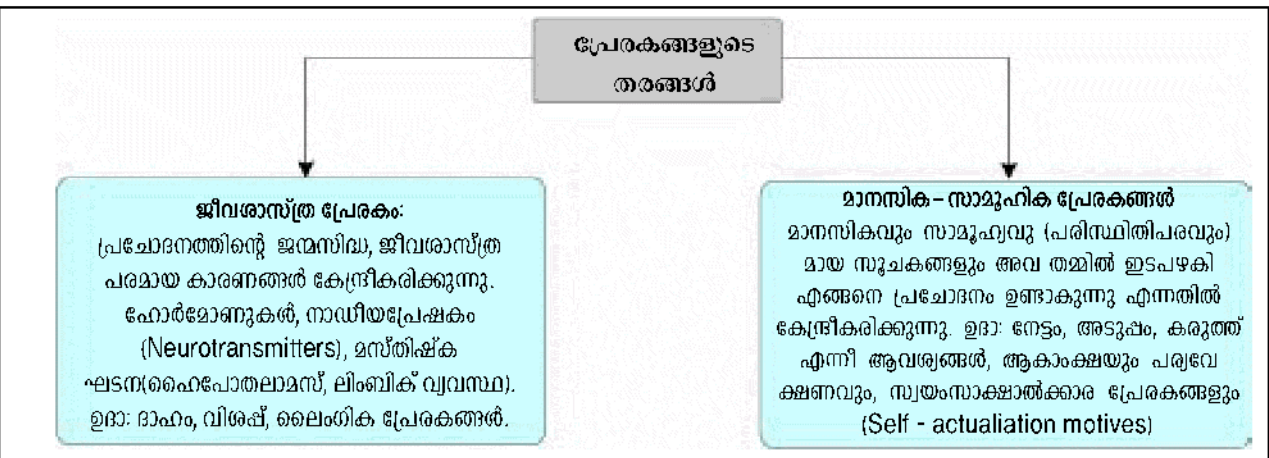 പ്രേരകങ്ങളുടെ
തരങ്ങൾ
ജീവശാസ്ത്ര പ്രേരകം:
പ്രചോദനത്തിന്റെ ജന്മസിദ്ധ, ജീവശാസ്ത്ര
പരമായ കാരണങ്ങൾ കേന്ദ്രീകരിക്കുന്നു.
ഹോർമോണുകൾ, നാഡീയപ്രേഷകം
(Neurotransmitters), മസ്തിഷ്ക
ഘടന(ഹൈപോതലാമസ്, ലിംബിക് വ്യവസ്ഥ).
ഉദാ: ദാഹം, വിശപ്പ്, ലൈംഗിക പ്രേരകങ്ങൾ.
മാനസിക – സാമൂഹിക പ്രേരകങ്ങൾ
മാനസികവും സാമൂഹ്യവു (പരിസ്ഥിതിപരവും)
മായ സൂചകങ്ങളും അവ തമ്മിൽ ഇടപഴകി
എങ്ങനെ പ്രചോദനം ഉണ്ടാകുന്നു എന്നതിൽ
കേന്ദ്രീകരിക്കുന്നു. ഉദാ: നേട്ടം, അടുപ്പം, കരുത്ത്
എന്നീ ആവശ്യങ്ങൾ, ആകാംക്ഷയും പര്യവേ
ക്ഷണവും, സ്വയംസാക്ഷാൽക്കാര പ്രേരകങ്ങളും
(Self - actualiation motives)